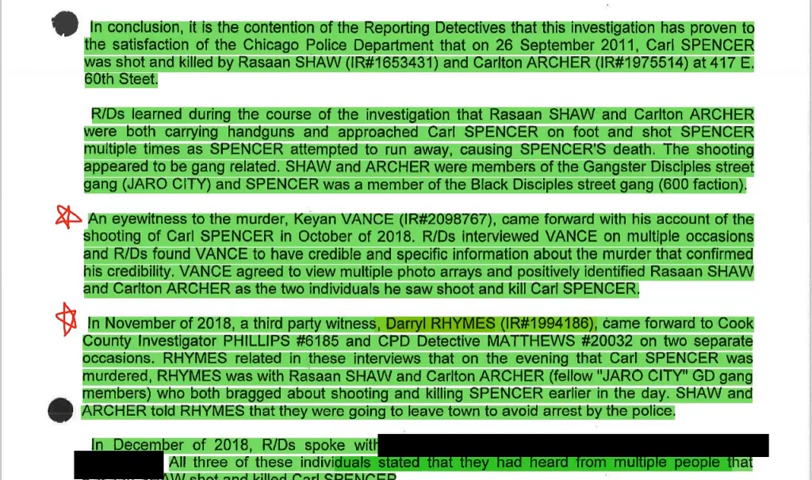 In conclusion, it is the contention of the Reporting Detectives that this investigation has proven to
the satisfaction of the Chicago Police Department that on 26 September 2011, Carl SPENCER
was shot and killed by Rasaan SHAW (IR#1653431) and Carlton ARCHER (IR#1975514) at 417 E.
60th Steet.
R/Ds learned during the course of the investigation that Rasaan SHAW and Carlton ARCHER
were both carrying handguns and approached Carl SPENCER on foot and shot SPENCER
multiple times as SPENCER attempted to run away, causing SPENCER'S death. The shooting
appeared to be gang related. SHAW and ARCHER were members of the Gangster Disciples street
gang (JARO CITY) and SPENCER was a member of the Black Disciples street gang (600 faction).
An eyewitness to the murder, Keyan VANCE (IR#2098767), came forward with his account of the
shooting of Carl SPENCER in October of 2018. R/Ds interviewed VANCE on multiple occasions
and R/Ds found VANCE to have credible and specific information about the murder that confirmed
his credibility. VANCE agreed to view multiple photo arrays and positively identified Rasaan SHAW
and Carlton ARCHER as the two individuals he saw shoot and kill Carl SPENCER.
In November of 2018, a third party witness, Darryl RHYMES (IR#1994186), came forward to Cook
County Investigator PHILLIPS #6185 and CPD Detective MATTHEWS #20032 on two separate
occasions. RHYMES related in these interviews that on the evening that Carl SPENCER was
murdered, RHYMES was with Rasaan SHAW and Carlton ARCHER (fellow "JARO CITY" GD gang
members) who both bragged about shooting and killing SPENCER earlier in the day. SHAW and
ARCHER told RHYMES that they were going to leave town to avoid arrest by the police.
In December of 2018, R/Ds spoke with
All three of these individuals stated that they had heard from multiple people that
SHAW shot and killed Carl SPENCER